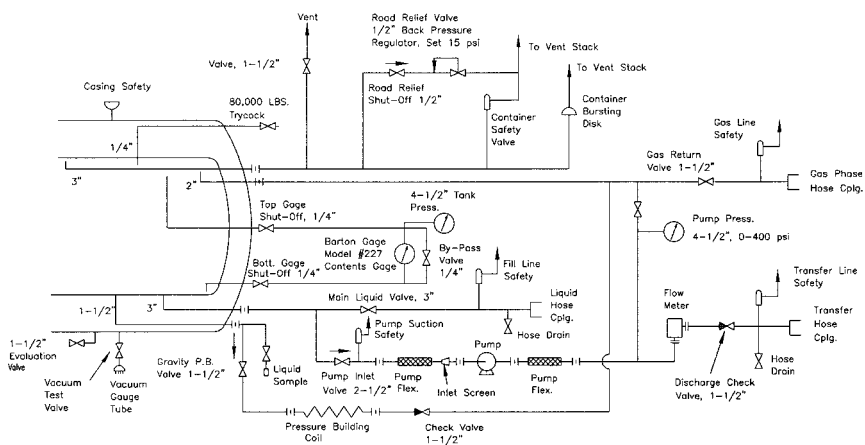 Vent
Road Relief Valve
1/2" Back Pressure
Regulator, Set 15 psi
To Vent Stack
Valve, 1-1/2"
To Vent Stack
Casing Safety
80,000 LBS.
Trycock
Road Relief
Shut-Off 1/2"
Container
Safety
Valve
Container
Bursting
Disk
Gas Line
Safety
1/4"
Gas Return
Valve 1-1/2"
3"
2"
Gas Phase
Hose Cplg.
4-1/2" Tank
Press.
Top Gage
Shut-Off, 1/4"
Pump Press.
4-1/2", 0-400 psi
Barton Gage
Model #227
Contents Gage
By-Pass
Valve
1/4"
Fill Line
Safety
Bott. Gage
Shut-Off 1/4"
Transfer Line
Safety
1-1/2"
3"
Main Liquid Valve, 3"
Liquid
Hose
Cplg.
Flow
Meter
Transfer
Hose
Cplg.
Pump Suction
Safety
Hose Drain
Pump
1-1/2"
Evaluation
Valve
Gravity P.B.
Valve 1-1/2"
Liquid
Sample
Pump Inlet
Valve 2-1/2"
Pump
Flex.
Inlet Screen
Pump
Flex.
Hose
Drain
Discharge Check
Valve, 1-1/2"
Vacuum
Test
Valve
Vacuum
Gauge
Tube
Pressure Building
Coil
Check Valve
1-1/2"